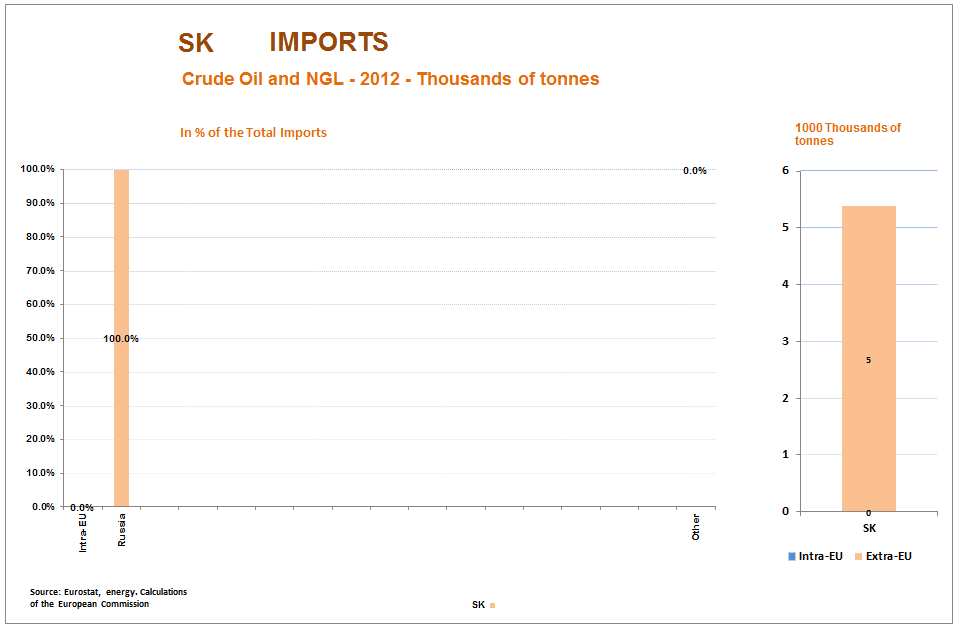 SK IMPORTS
Crude Oil and NGL - 2012 - Thousands of tonnes
In % of the Total Imports
100.0%
90.0%
80.0%
70.0%
60.0%
50.0%
40.0%
30.0%
20.0%
10.0%
0.0%
0.0%
100.0%
0.0%
Intra-EU
Russia
Other
1000 Thousands of
tonnes
6
5
4
3
2
1
0
5
0
SK
Intra-EU Extra-EU
Source: Eurostat, energy. Calculations
of the European Commission
SK